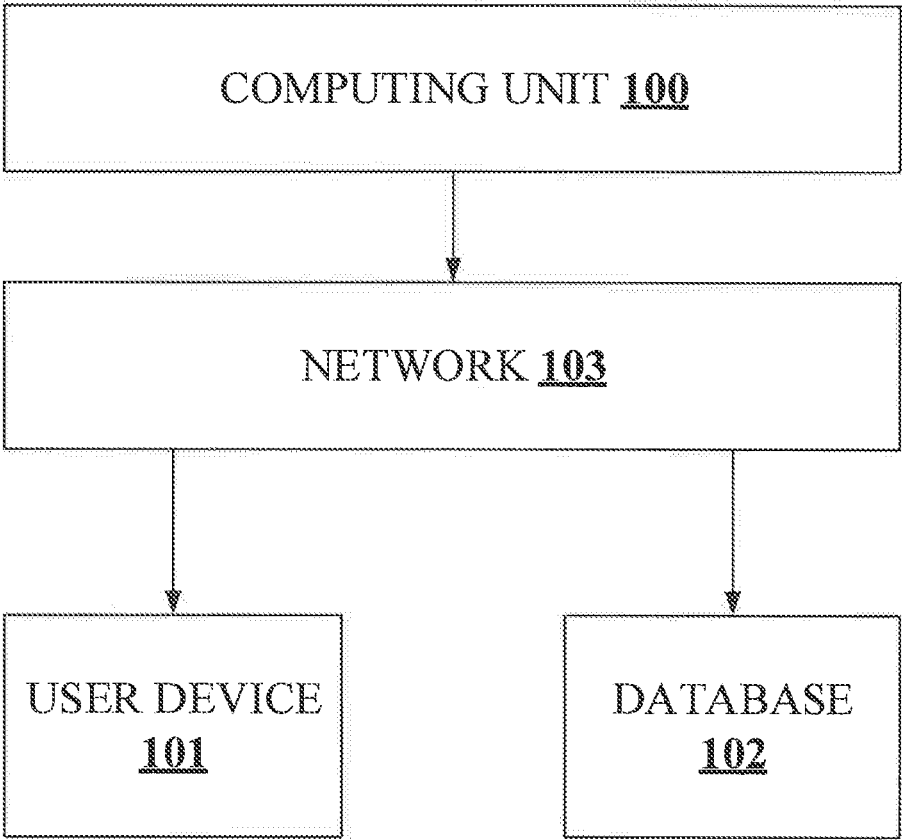 COMPUTING UNIT 100
NETWORK 103
USER DEVICE
101
DATABASE
102